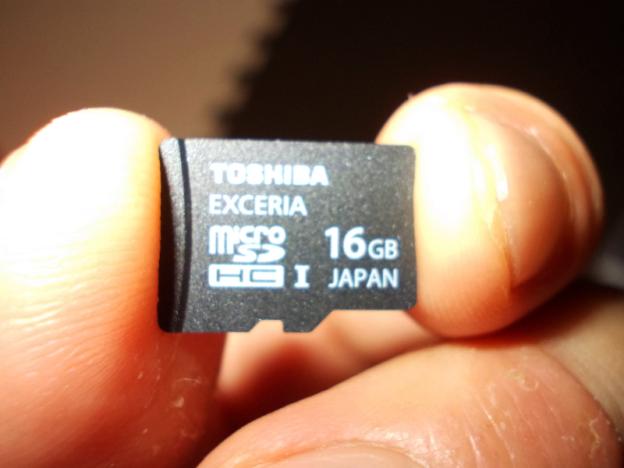 TOSHIBA
EXCERIA
micro SD HC I
16GB
JAPAN